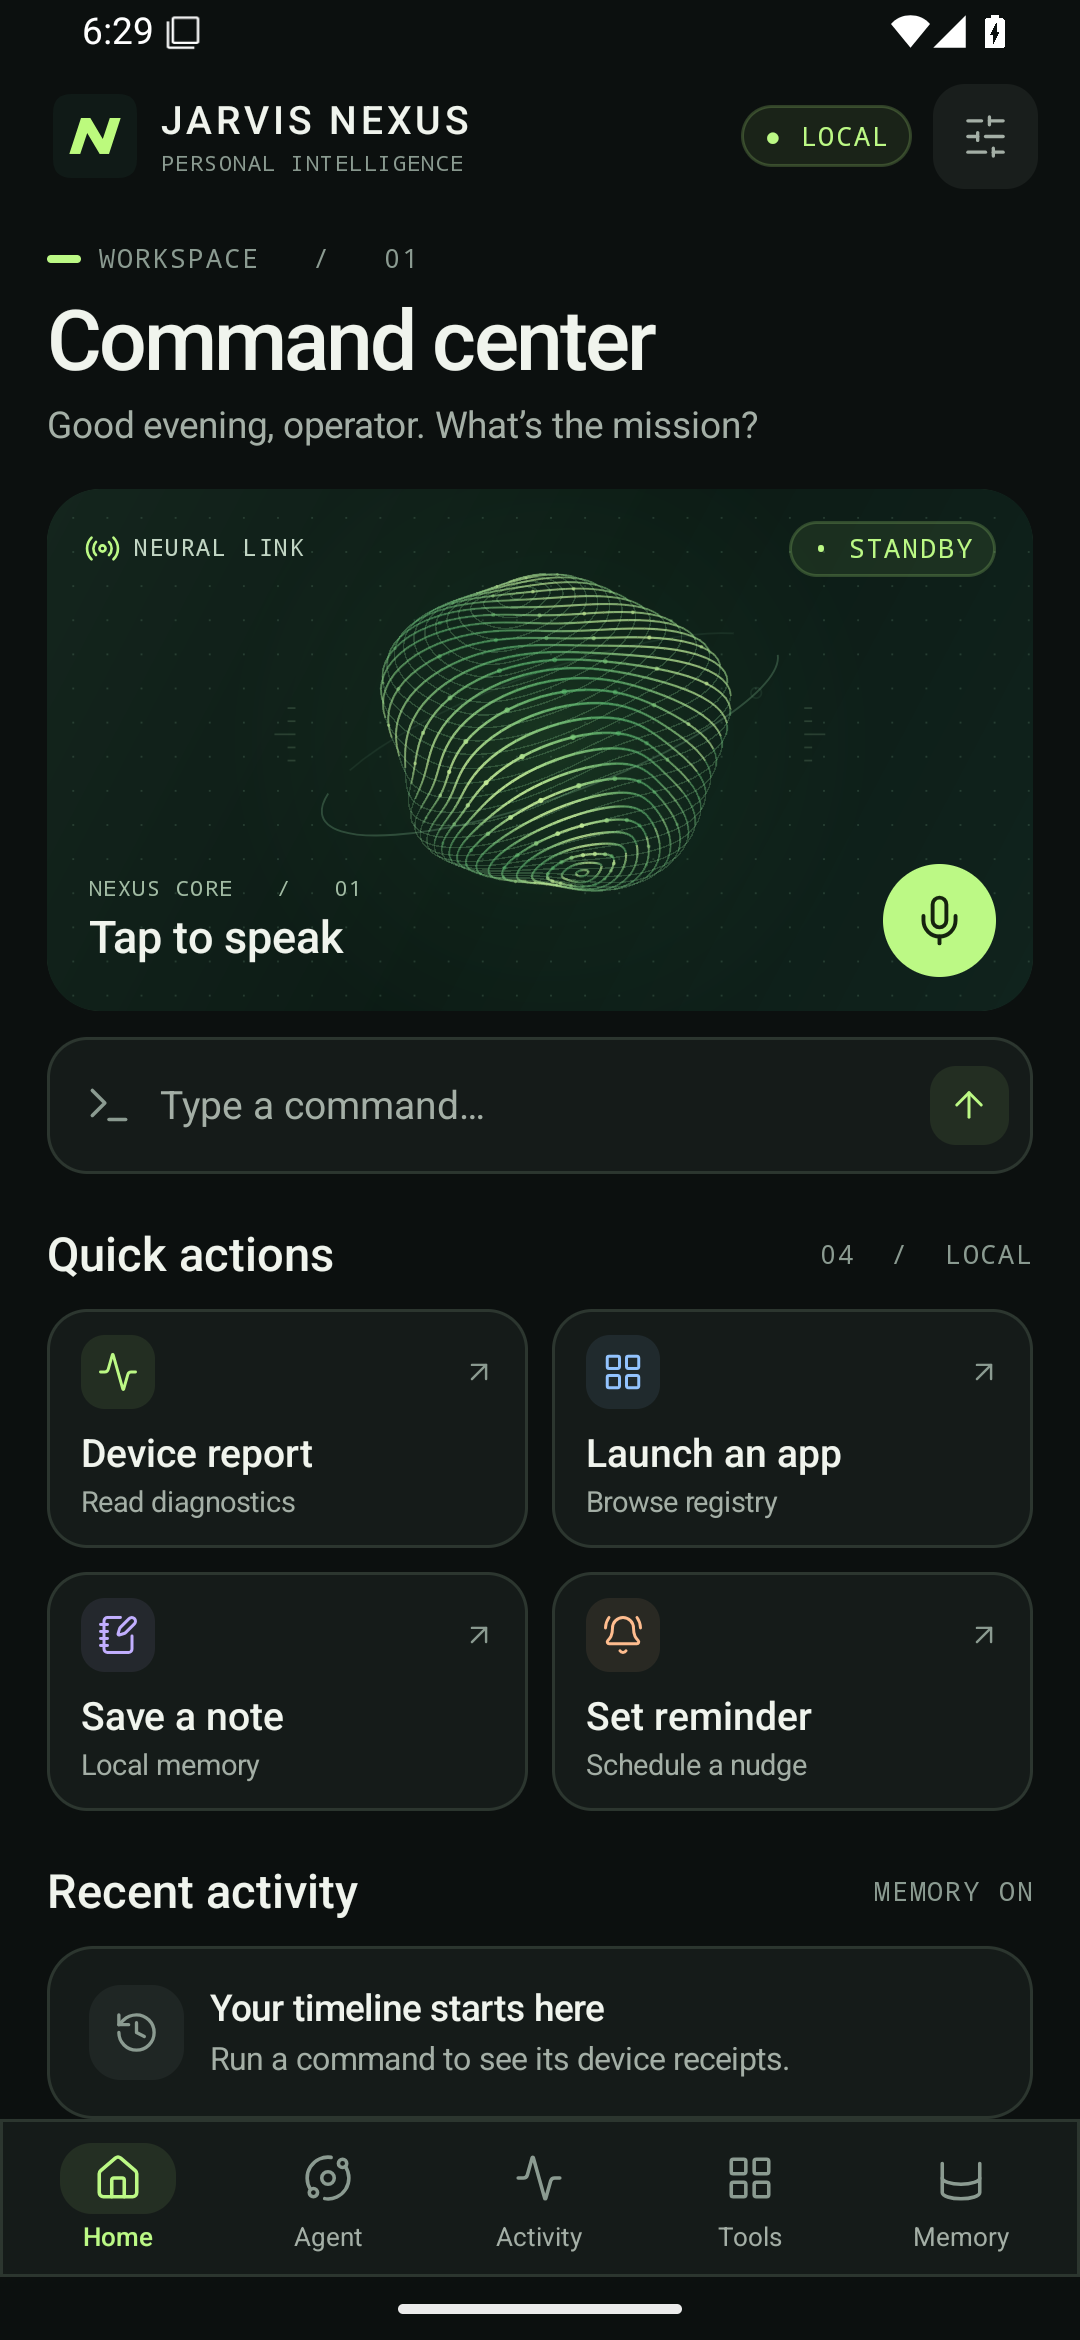 6:29
JARVIS NEXUS
PERSONAL INTELLIGENCE
• LOCAL
WORKSPACE / 01
Command center
Good evening, operator. What’s the mission?
NEURAL LINK
• STANDBY
NEXUS CORE / 01
Tap to speak
Type a command…
Quick actions
04 / LOCAL
Device report
Read diagnostics
Launch an app
Browse registry
Save a note
Local memory
Set reminder
Schedule a nudge
Recent activity
MEMORY ON
Your timeline starts here
Run a command to see its device receipts.
Home
Agent
Activity
Tools
Memory